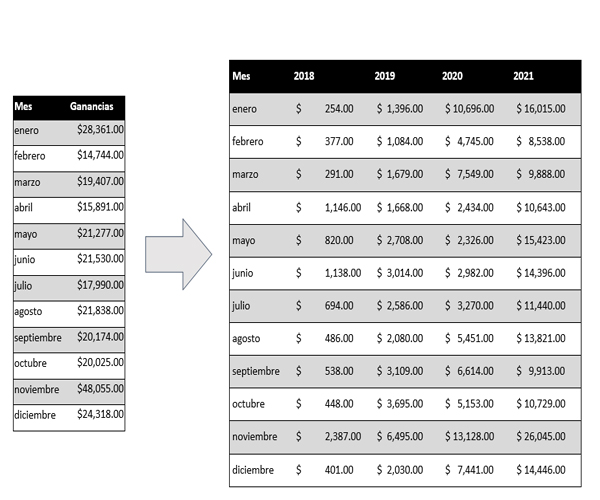 Mes Ganancias
enero $28,361.00
febrero $14,744.00
marzo $19,407.00
abril $15,891.00
mayo $21,277.00
junio $21,530.00
julio $17,990.00
agosto $21,838.00
septiembre $20,174.00
octubre $20,025.00
noviembre $48,055.00
diciembre $24,318.00
Mes 2018 2019 2020 2021
enero $ 254.00 $ 1,396.00 $ 10,696.00 $ 16,015.00
febrero $ 377.00 $ 1,084.00 $ 4,745.00 $ 8,538.00
marzo $ 291.00 $ 1,679.00 $ 7,549.00 $ 9,888.00
abril $ 1,146.00 $ 1,668.00 $ 2,434.00 $ 10,643.00
mayo $ 820.00 $ 2,708.00 $ 2,326.00 $ 15,423.00
junio $ 1,138.00 $ 3,014.00 $ 2,982.00 $ 14,396.00
julio $ 694.00 $ 2,586.00 $ 3,270.00 $ 11,440.00
agosto $ 486.00 $ 2,080.00 $ 5,451.00 $ 13,821.00
septiembre $ 538.00 $ 3,109.00 $ 6,614.00 $ 9,913.00
octubre $ 448.00 $ 3,695.00 $ 5,153.00 $ 10,729.00
noviembre $ 2,387.00 $ 6,495.00 $ 13,128.00 $ 26,045.00
diciembre $ 401.00 $ 2,030.00 $ 7,441.00 $ 14,446.00